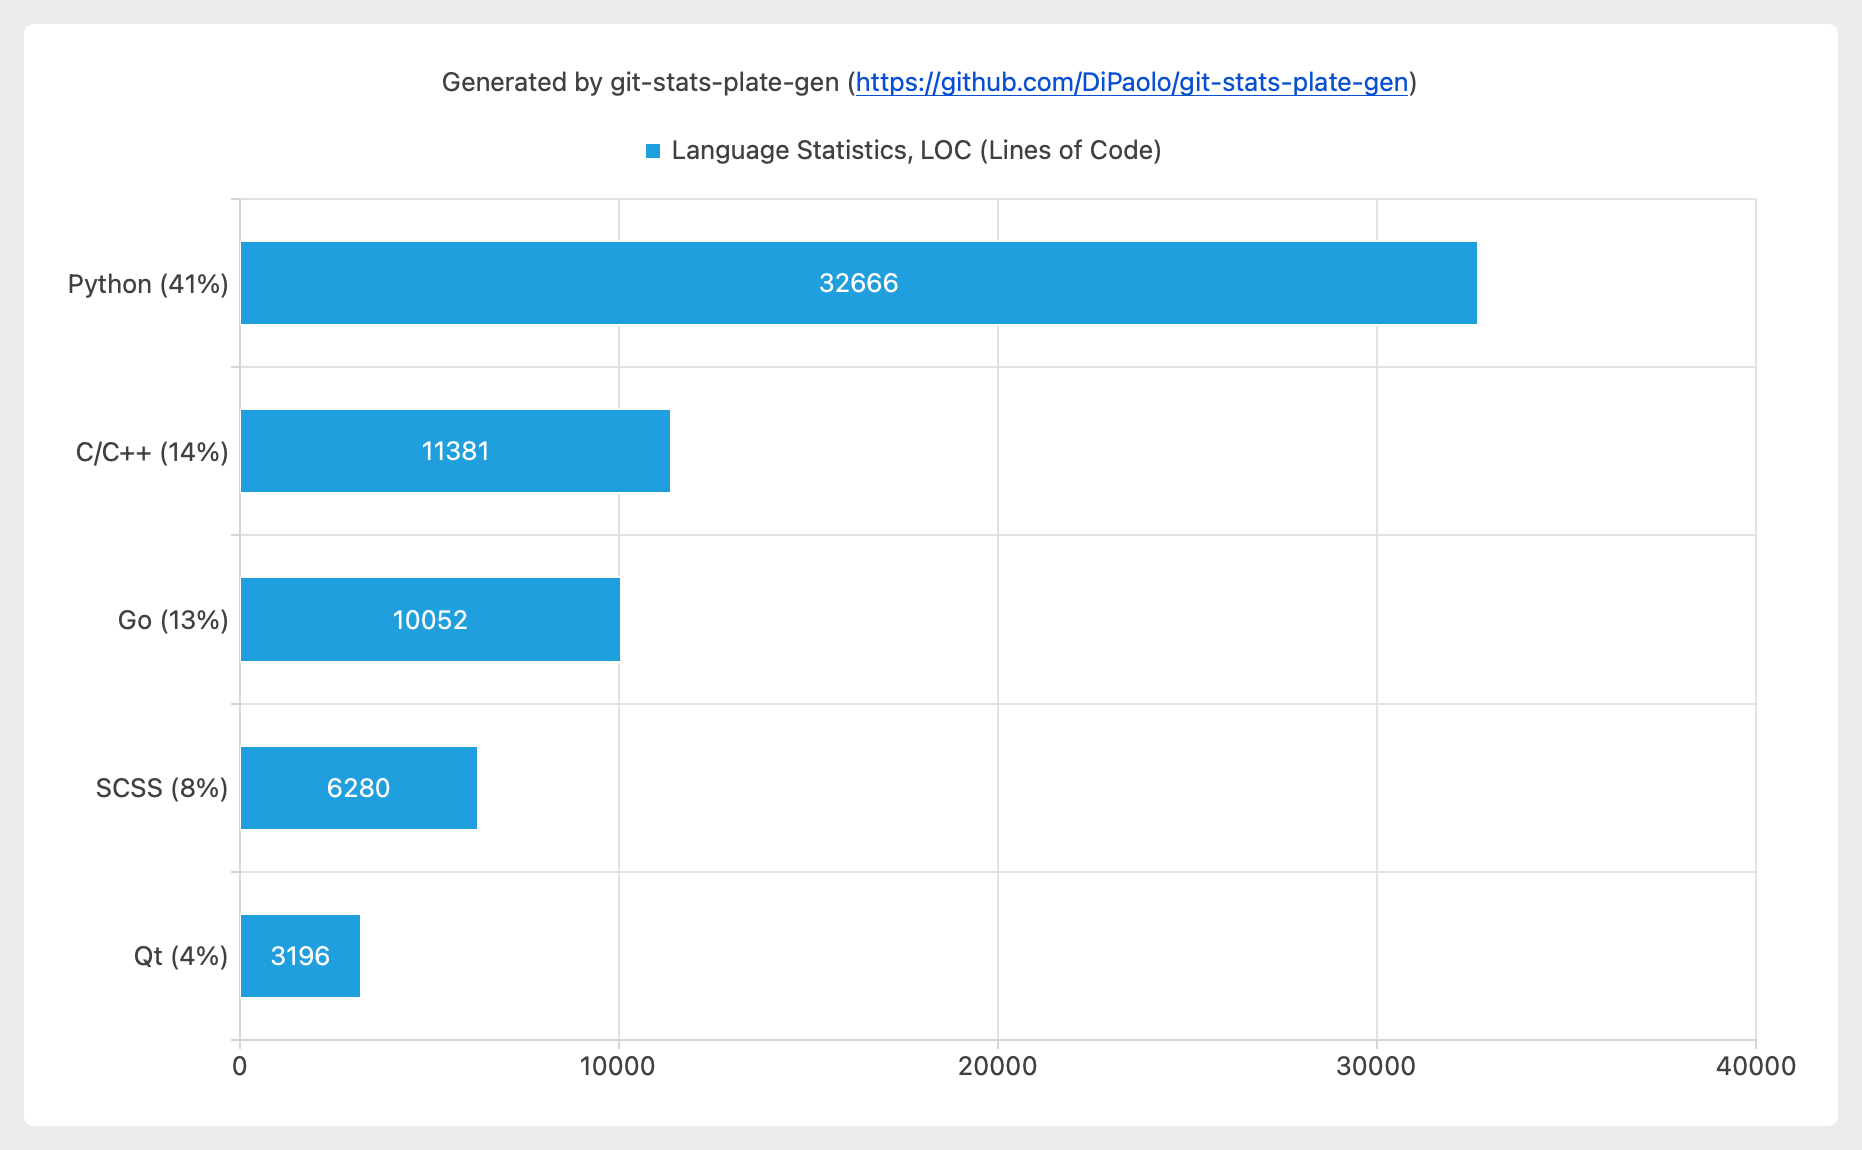 Generated by git-stats-plate-gen (https://github.com/DiPaolo/git-stats-plate-gen)
Language Statistics, LOC (Lines of Code)
Python (41%) 32666
C/C++ (14%) 11381
Go (13%) 10052
SCSS (8%) 6280
Qt (4%) 3196
0 10000 20000 30000 40000